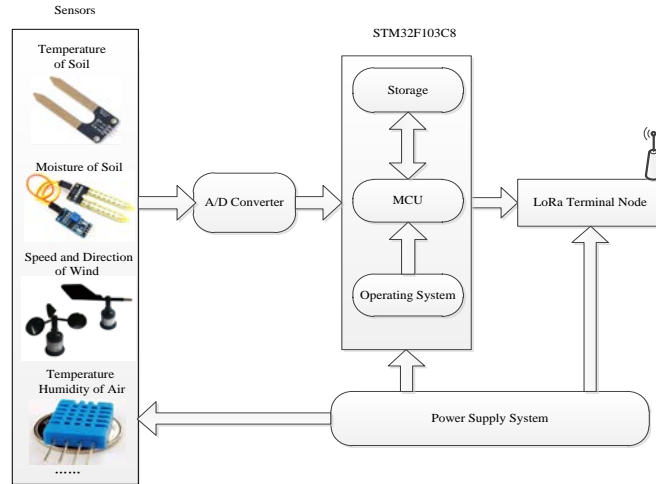 Sensors
Temperature
of Soil
Moisture of Soil
Speed and Direction
of Wind
Temperature
Humidity of Air
......
A/D Converter
STM32F103C8
Storage
MCU
Operating System
LoRa Terminal Node
Power Supply System